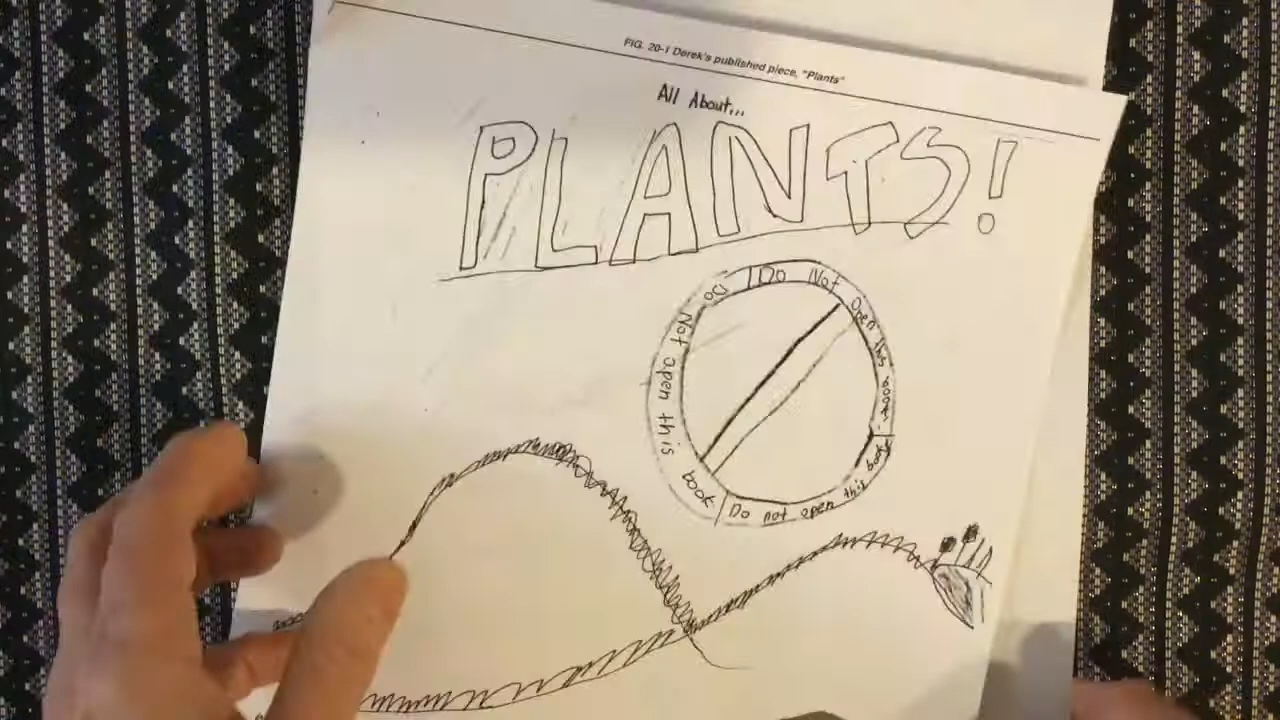 FIG. 20-1 Derek's published piece, "Plants"
All About...
PLANTS!
Do Not Open this book.
Do not open this book
Do Not open this book